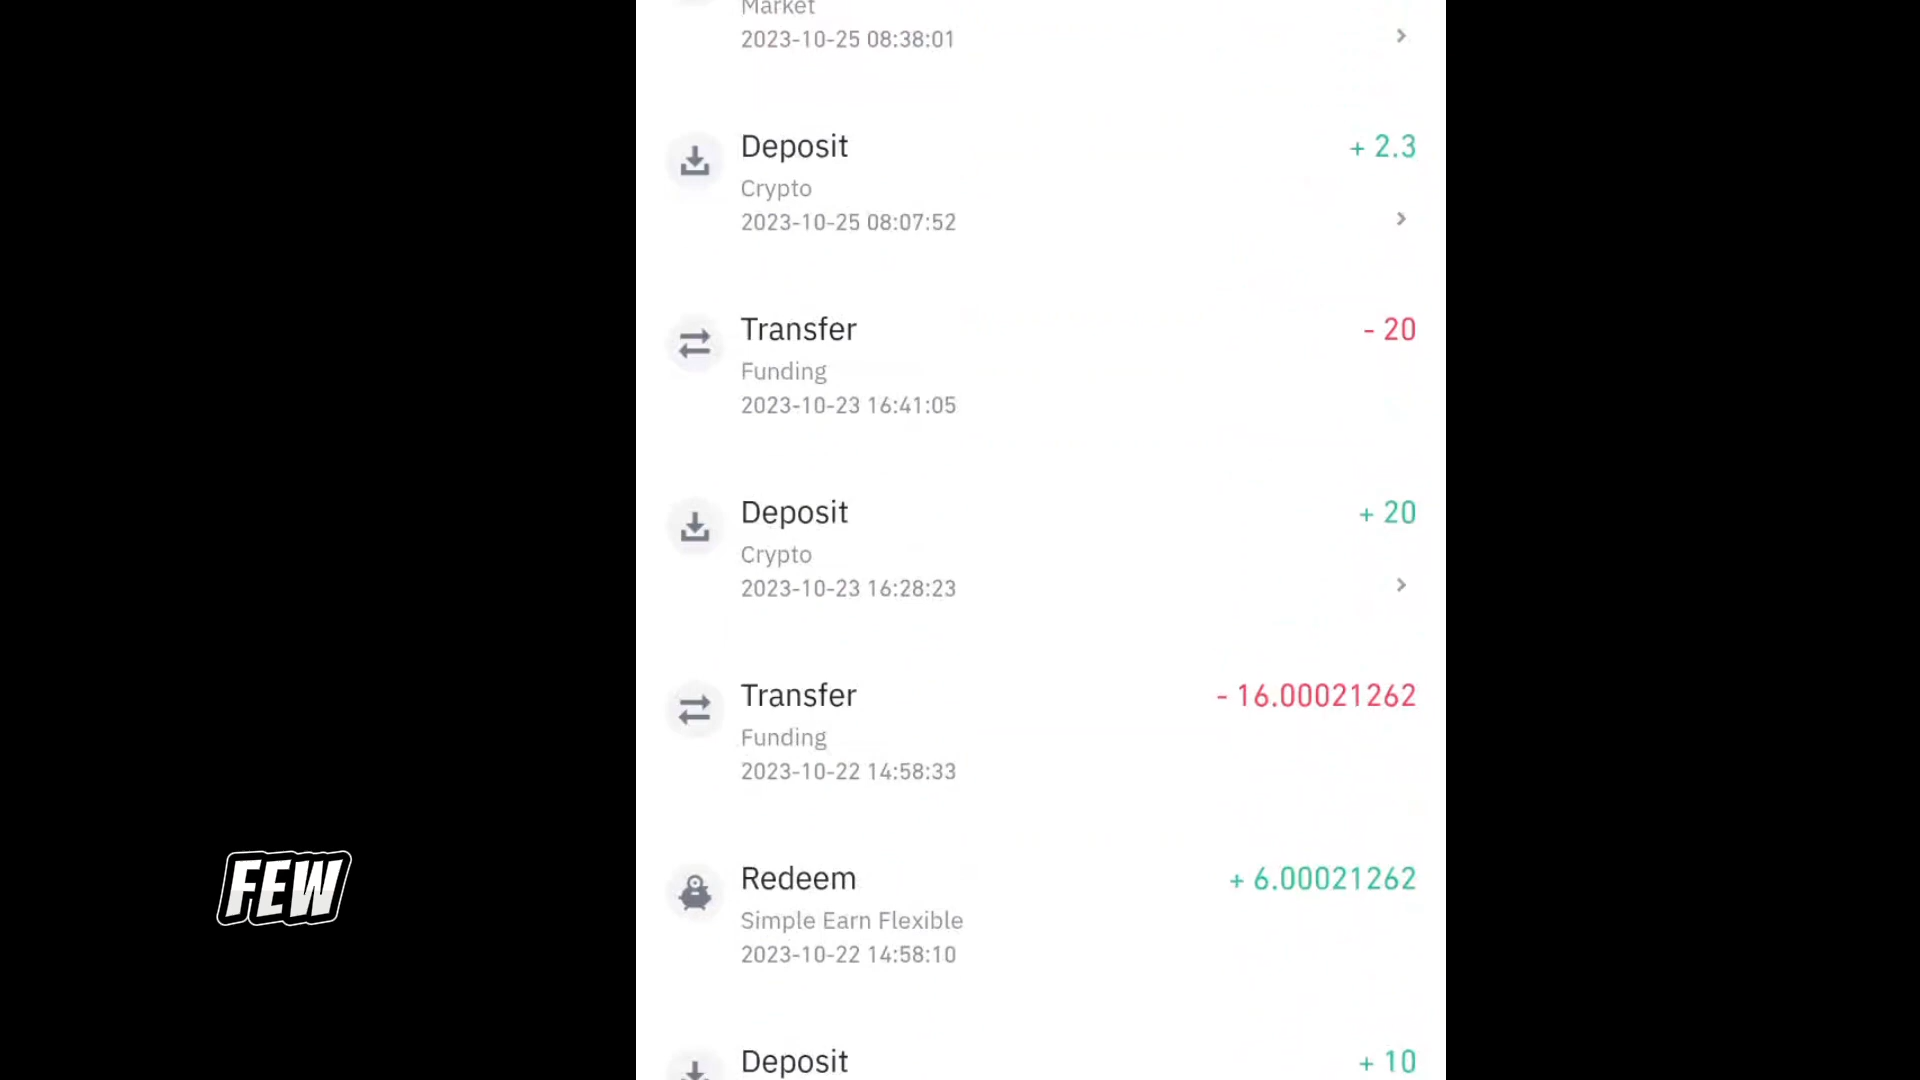 Market
2023-10-25 08:38:01
Deposit
+ 2.3
Crypto
2023-10-25 08:07:52
Transfer
- 20
Funding
2023-10-23 16:41:05
Deposit
+ 20
Crypto
2023-10-23 16:28:23
Transfer
- 16.00021262
Funding
2023-10-22 14:58:33
Redeem
+ 6.00021262
Simple Earn Flexible
2023-10-22 14:58:10
Deposit
+ 10
FEW